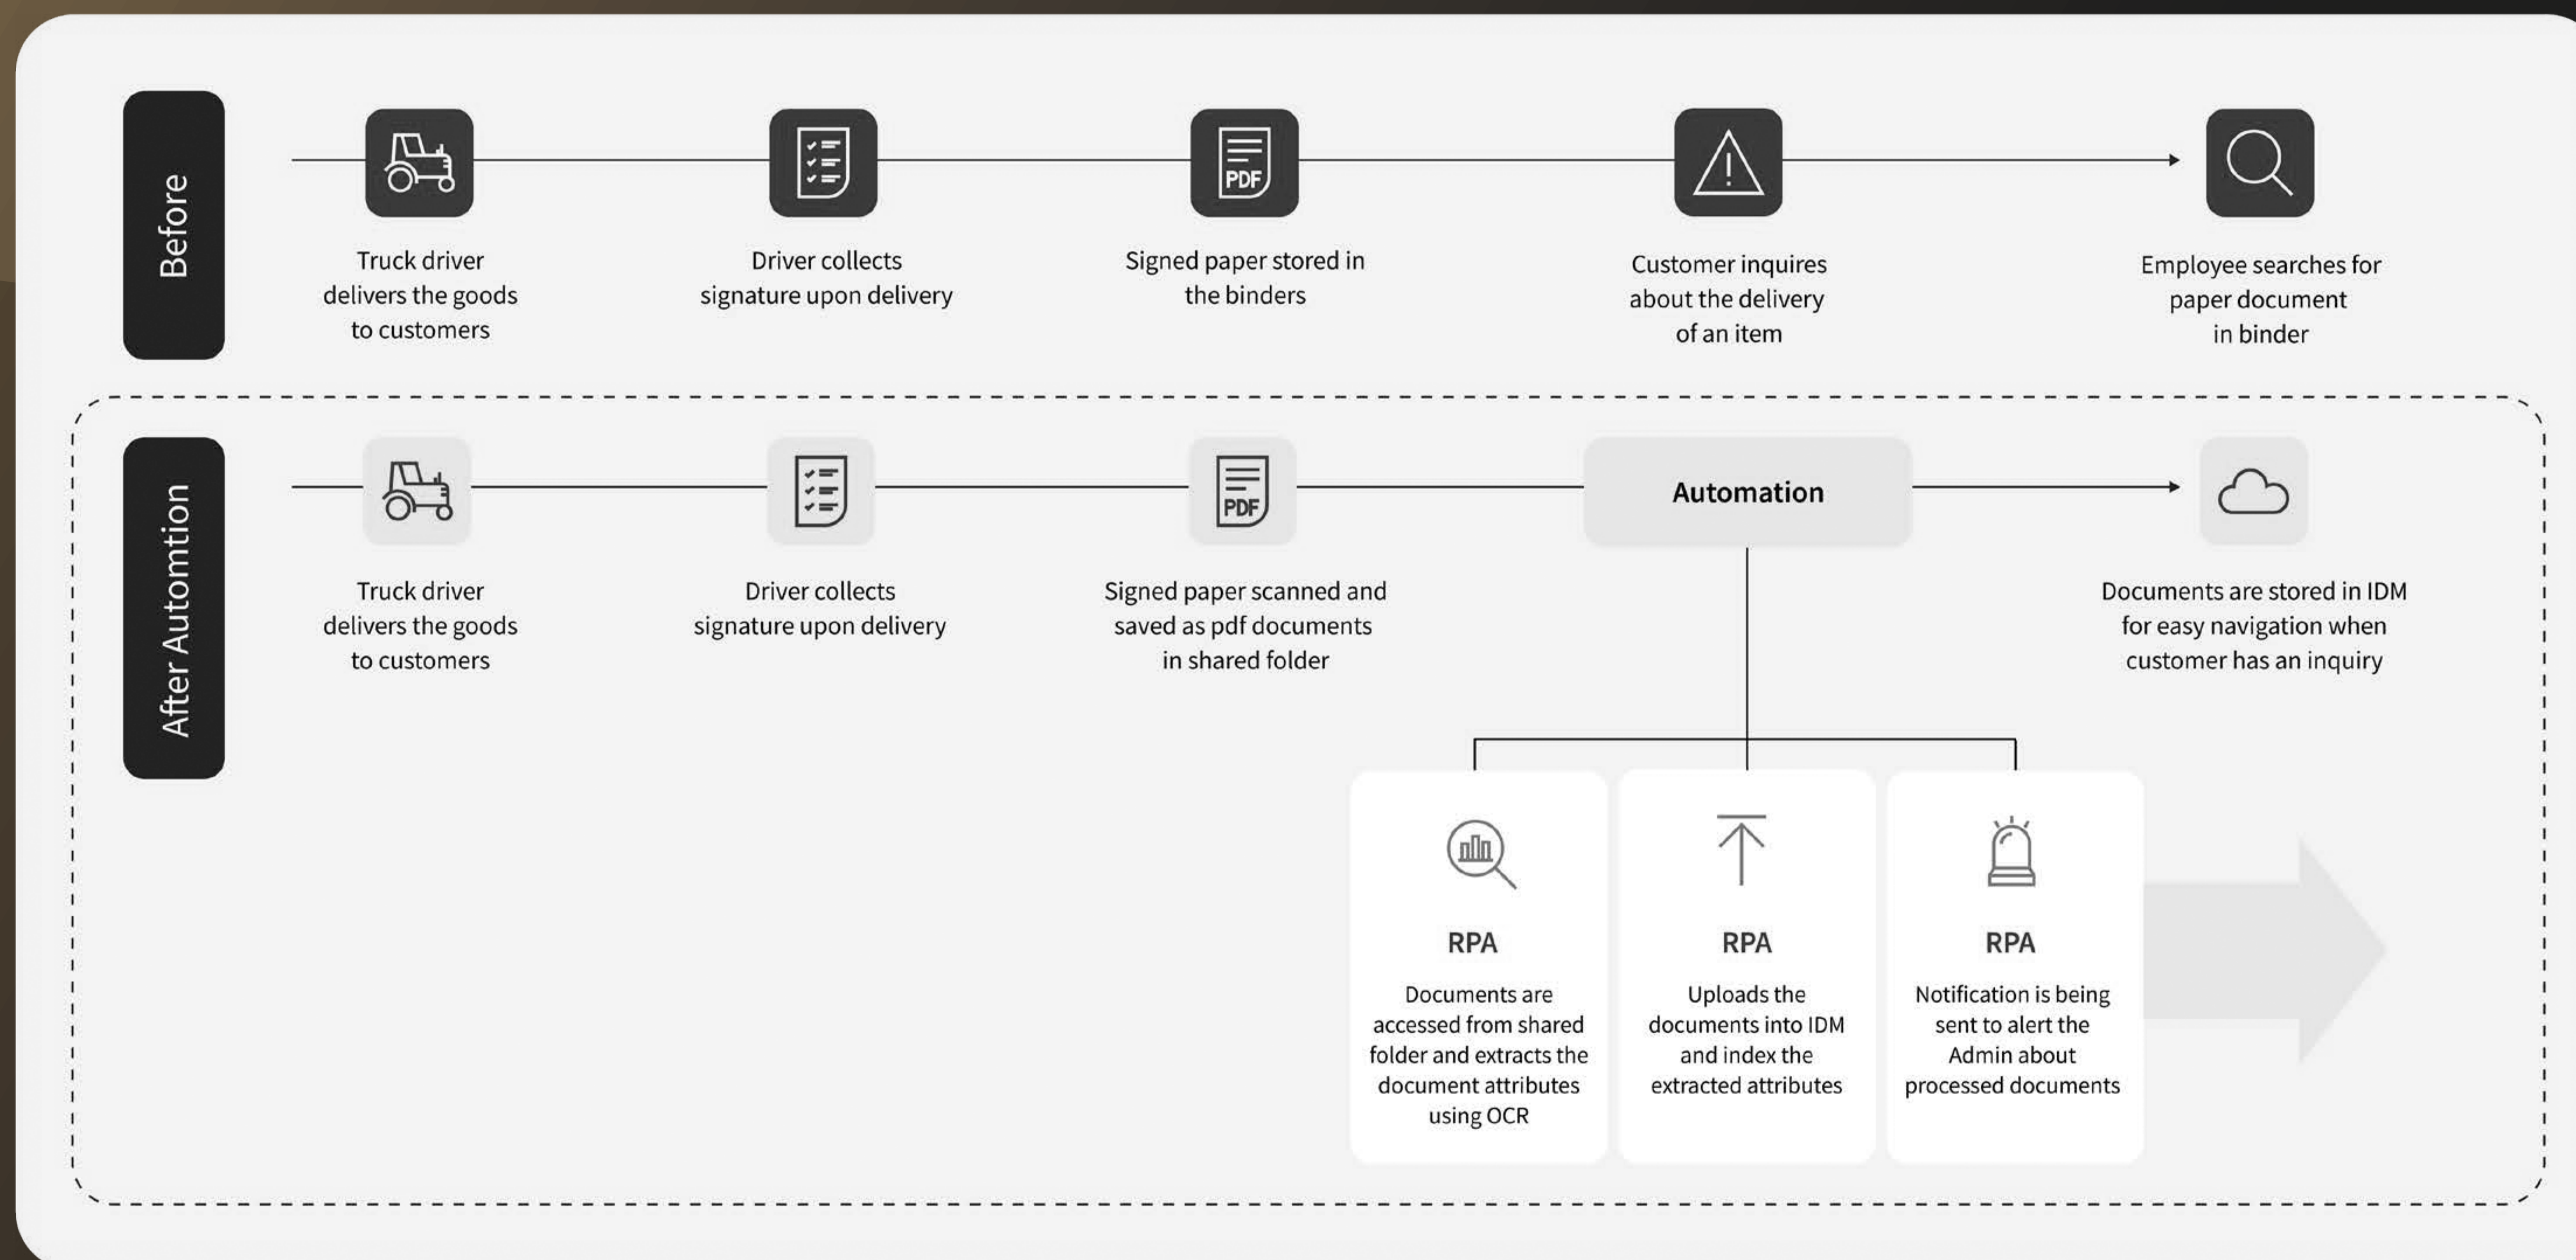 Before
Truck driver
delivers the goods
to customers
Driver collects
signature upon delivery
PDF
Signed paper stored in
the binders
Customer inquires
about the delivery
of an item
Employee searches for
paper document
in binder
After Automtion
Truck driver
delivers the goods
to customers
Driver collects
signature upon delivery
PDF
Signed paper scanned and
saved as pdf documents
in shared folder
Automation
Documents are stored in IDM
for easy navigation when
customer has an inquiry
RPA
Documents are
accessed from shared
folder and extracts the
document attributes
using OCR
RPA
Uploads the
documents into IDM
and index the
extracted attributes
RPA
Notification is being
sent to alert the
Admin about
processed documents